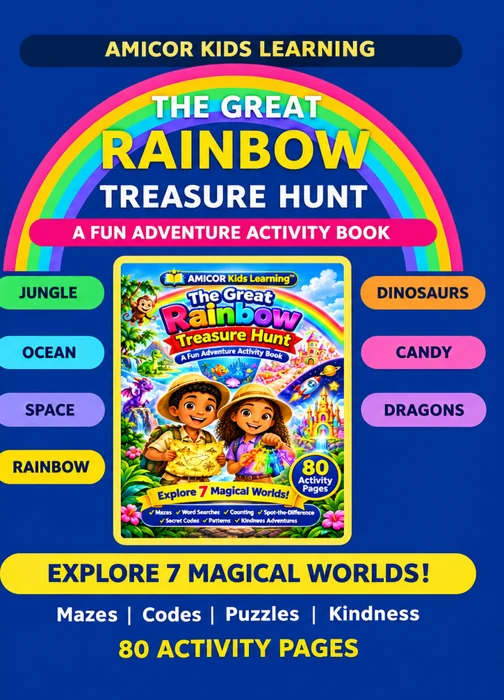 AMICOR KIDS LEARNING
THE GREAT
RAINBOW
TREASURE HUNT
A FUN ADVENTURE ACTIVITY BOOK
JUNGLE
OCEAN
SPACE
RAINBOW
AMICOR Kids Learning™
The Great
Rainbow
Treasure Hunt
A Fun Adventure Activity Book
80
Activity
Pages
Explore 7 Magical Worlds!
✓ Mazes ✓ Word Searches ✓ Counting ✓ Spot-the-Difference
✓ Secret Codes ✓ Patterns ✓ Kindness Adventures
DINOSAURS
CANDY
DRAGONS
EXPLORE 7 MAGICAL WORLDS!
Mazes | Codes | Puzzles | Kindness
80 ACTIVITY PAGES